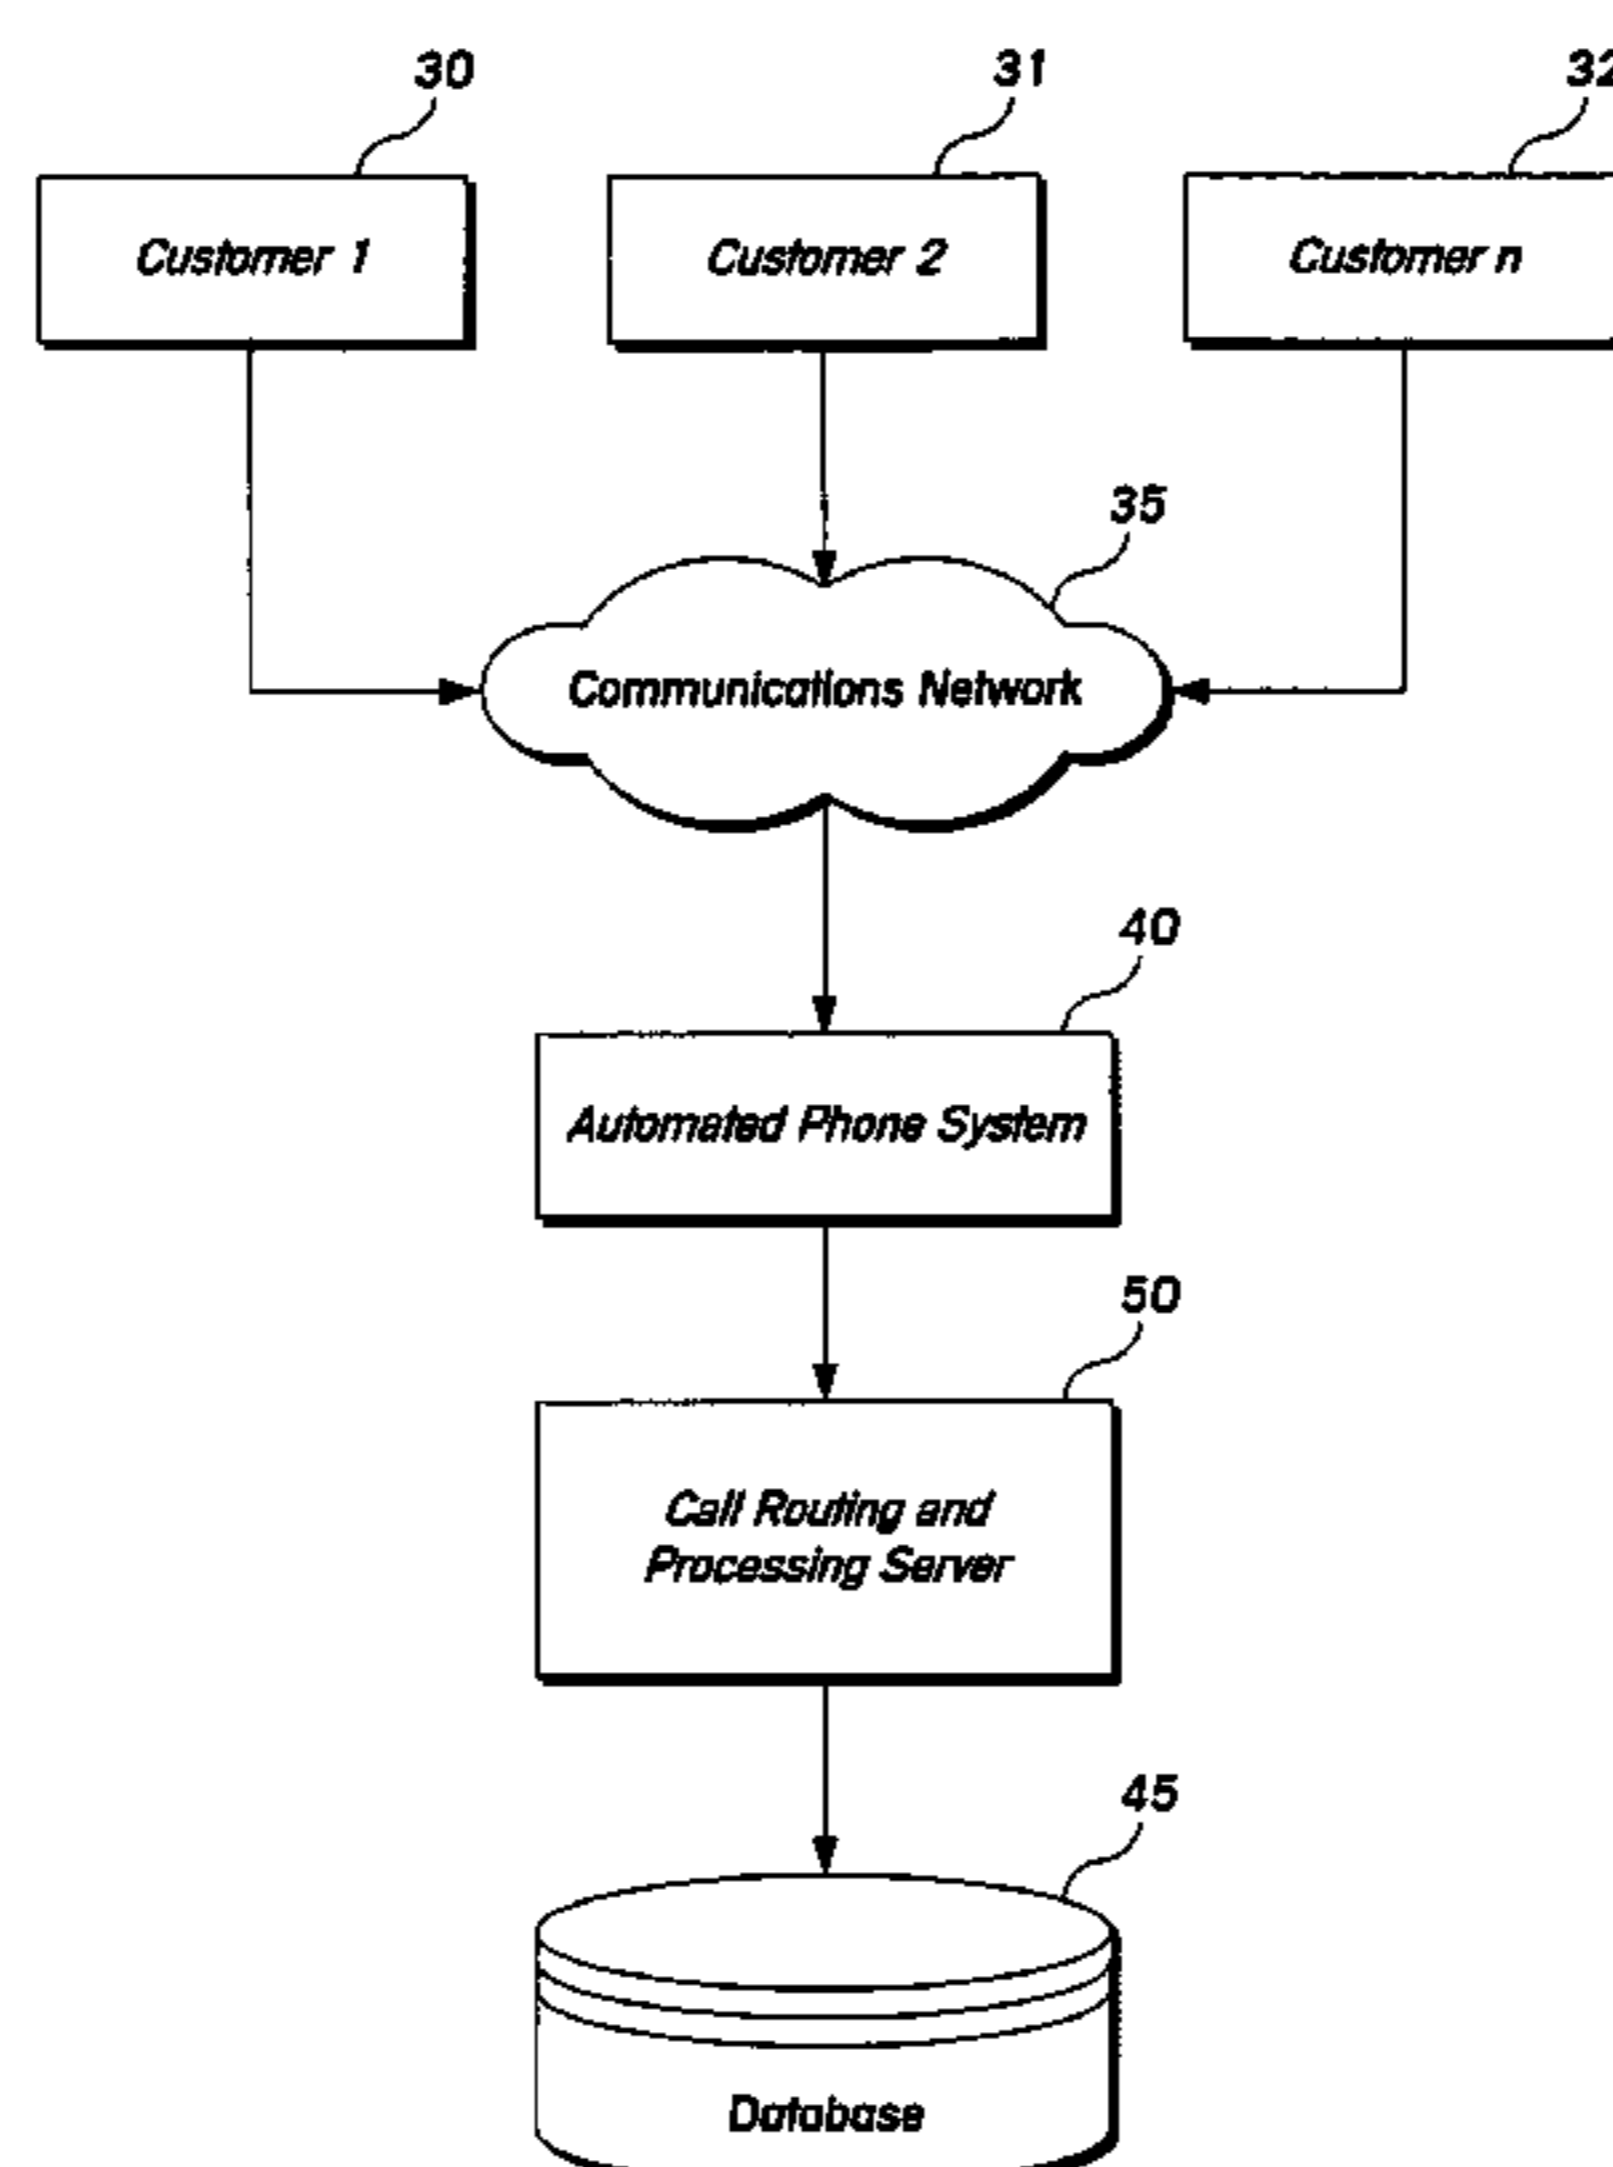 30
31
32
Customer 1
Customer 2
Customer n
35
Communications Network
40
Automated Phone System
50
Call Routing and
Processing Server
45
Database